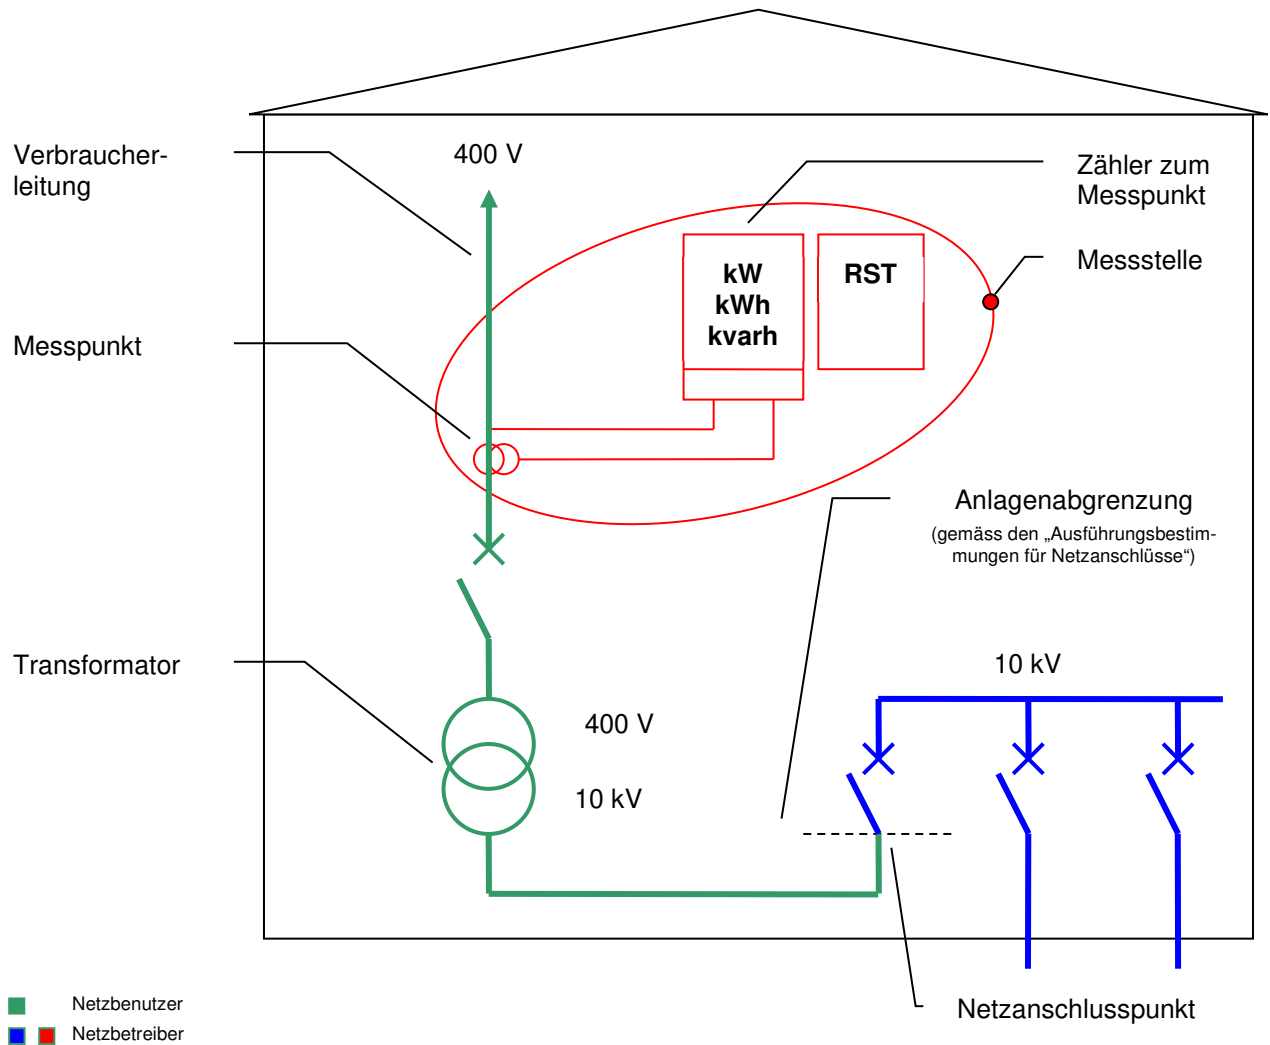 Verbraucher-
leitung
400 V
Zähler zum
Messpunkt
Messstelle
kW
kWh
kvarh
RST
Messpunkt
Anlagenabgrenzung
(gemäss den „Ausführungsbestim-
mungen für Netzanschlüsse“)
Transformator
10 kV
400 V
10 kV
Netzanschlusspunkt
Netzbenutzer
Netzbetreiber